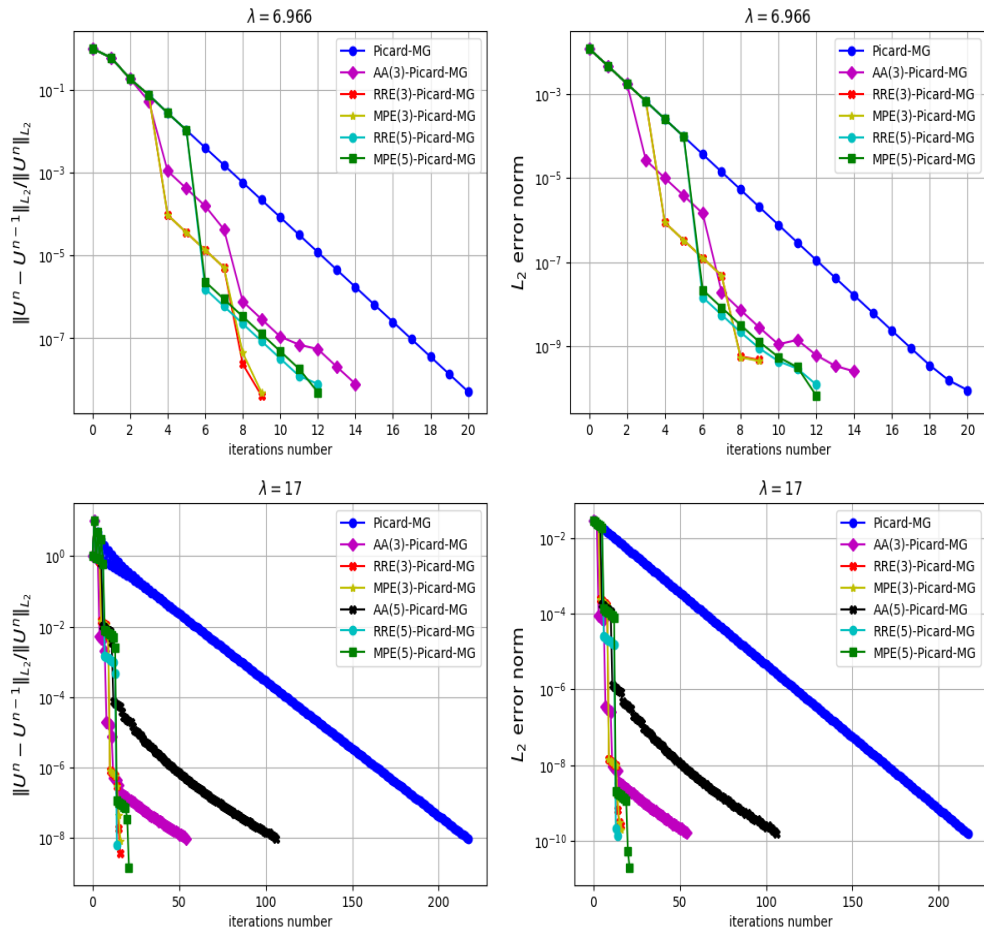 λ = 6.966
‖Uⁿ − Uⁿ⁻¹‖_{L₂}/‖Uⁿ‖_{L₂}
10⁻¹
10⁻³
10⁻⁵
10⁻⁷
Picard-MG
AA(3)-Picard-MG
RRE(3)-Picard-MG
MPE(3)-Picard-MG
RRE(5)-Picard-MG
MPE(5)-Picard-MG
0 2 4 6 8 10 12 14 16 18 20
iterations number
λ = 6.966
L₂ error norm
10⁻³
10⁻⁵
10⁻⁷
10⁻⁹
Picard-MG
AA(3)-Picard-MG
RRE(3)-Picard-MG
MPE(3)-Picard-MG
RRE(5)-Picard-MG
MPE(5)-Picard-MG
0 2 4 6 8 10 12 14 16 18 20
iterations number
λ = 17
‖Uⁿ − Uⁿ⁻¹‖_{L₂}/‖Uⁿ‖_{L₂}
10⁰
10⁻²
10⁻⁴
10⁻⁶
10⁻⁸
Picard-MG
AA(3)-Picard-MG
RRE(3)-Picard-MG
MPE(3)-Picard-MG
AA(5)-Picard-MG
RRE(5)-Picard-MG
MPE(5)-Picard-MG
0 50 100 150 200
iterations number
λ = 17
L₂ error norm
10⁻²
10⁻⁴
10⁻⁶
10⁻⁸
10⁻¹⁰
Picard-MG
AA(3)-Picard-MG
RRE(3)-Picard-MG
MPE(3)-Picard-MG
AA(5)-Picard-MG
RRE(5)-Picard-MG
MPE(5)-Picard-MG
0 50 100 150 200
iterations number